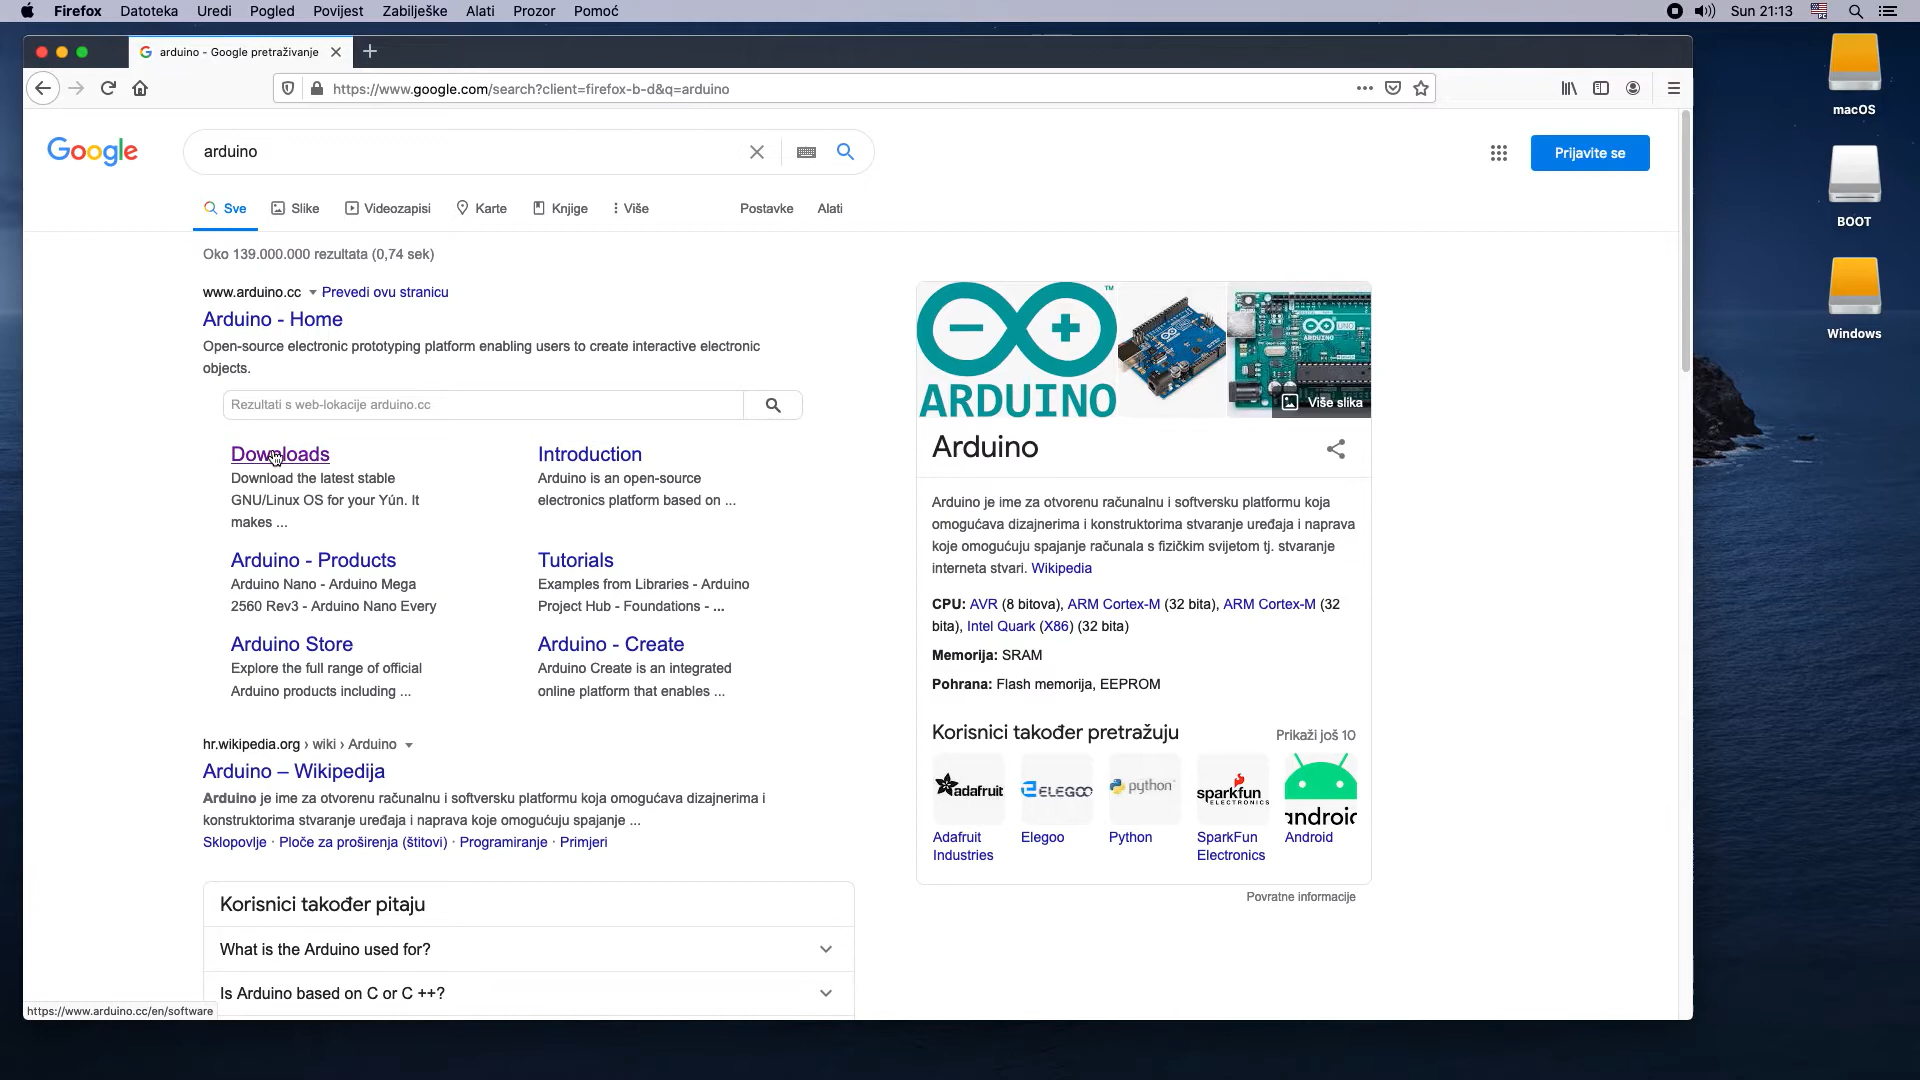 Firefox Datoteka Uredi Pogled Povijest Zabilješke Alati Prozor Pomoć Sun 21:13
arduino - Google pretraživanje
https://www.google.com/search?client=firefox-b-d&q=arduino
macOS
BOOT
Windows
Google
arduino
Prijavite se
Sve Slike Videozapisi Karte Knjige Više Postavke Alati
Oko 139.000.000 rezultata (0,74 sek)
www.arduino.cc Prevedi ovu stranicu
Arduino - Home
Open-source electronic prototyping platform enabling users to create interactive electronic
objects.
Rezultati s web-lokacije arduino.cc
Downloads
Download the latest stable
GNU/Linux OS for your Yún. It
makes ...
Introduction
Arduino is an open-source
electronics platform based on ...
Arduino - Products
Arduino Nano - Arduino Mega
2560 Rev3 - Arduino Nano Every
Tutorials
Examples from Libraries - Arduino
Project Hub - Foundations - ...
Arduino Store
Explore the full range of official
Arduino products including ...
Arduino - Create
Arduino Create is an integrated
online platform that enables ...
hr.wikipedia.org › wiki › Arduino
Arduino – Wikipedija
Arduino je ime za otvorenu računalnu i softversku platformu koja omogućava dizajnerima i
konstruktorima stvaranje uređaja i naprava koje omogućuju spajanje ...
Sklopovlje · Ploče za proširenja (štitovi) · Programiranje · Primjeri
Korisnici također pitaju
What is the Arduino used for?
Is Arduino based on C or C ++?
https://www.arduino.cc/en/software
ARDUINO
TM
UNO
ARDUINO
Više slika
Arduino
Arduino je ime za otvorenu računalnu i softversku platformu koja
omogućava dizajnerima i konstruktorima stvaranje uređaja i naprava
koje omogućuju spajanje računala s fizičkim svijetom tj. stvaranje
interneta stvari. Wikipedia
CPU: AVR (8 bitova), ARM Cortex-M (32 bita), ARM Cortex-M (32
bita), Intel Quark (X86) (32 bita)
Memorija: SRAM
Pohrana: Flash memorija, EEPROM
Korisnici također pretražuju Prikaži još 10
adafruit
ELEGOO
python
sparkfun
ELECTRONICS
android
Adafruit
Industries
Elegoo
Python
SparkFun
Electronics
Android
Povratne informacije